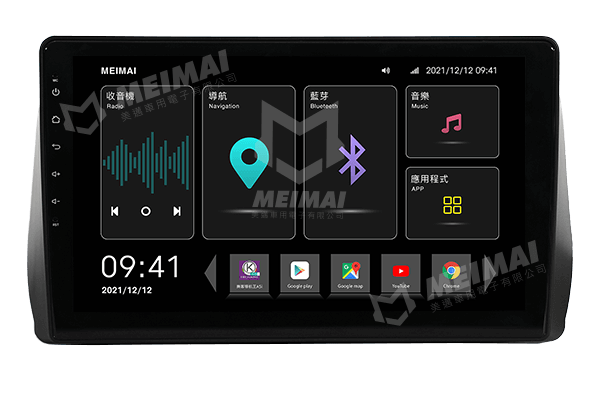 MEIMAI
2021/12/12 09:41
MIC
收音機
Radio
導航
Navigation
藍芽
Bluetooth
音樂
Music
應用程式
APP
RST
09:41
2021/12/12
Google play
Google map
YouTube
Chrome
MEIMAI
美邁車用電子有限公司
MEIMAI
美邁車用電子有限公司
MEIMAI
美邁車用電子有限公司